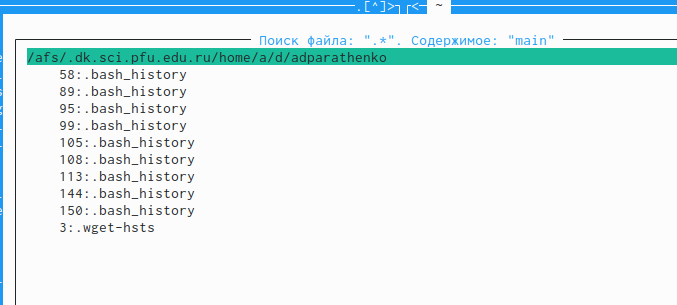 .[^]>
<─ ~
Поиск файла: ".*". Содержимое: "main"
/afs/.dk.sci.pfu.edu.ru/home/a/d/adparathenko
58:.bash_history
89:.bash_history
95:.bash_history
99:.bash_history
105:.bash_history
108:.bash_history
113:.bash_history
144:.bash_history
150:.bash_history
3:.wget-hsts